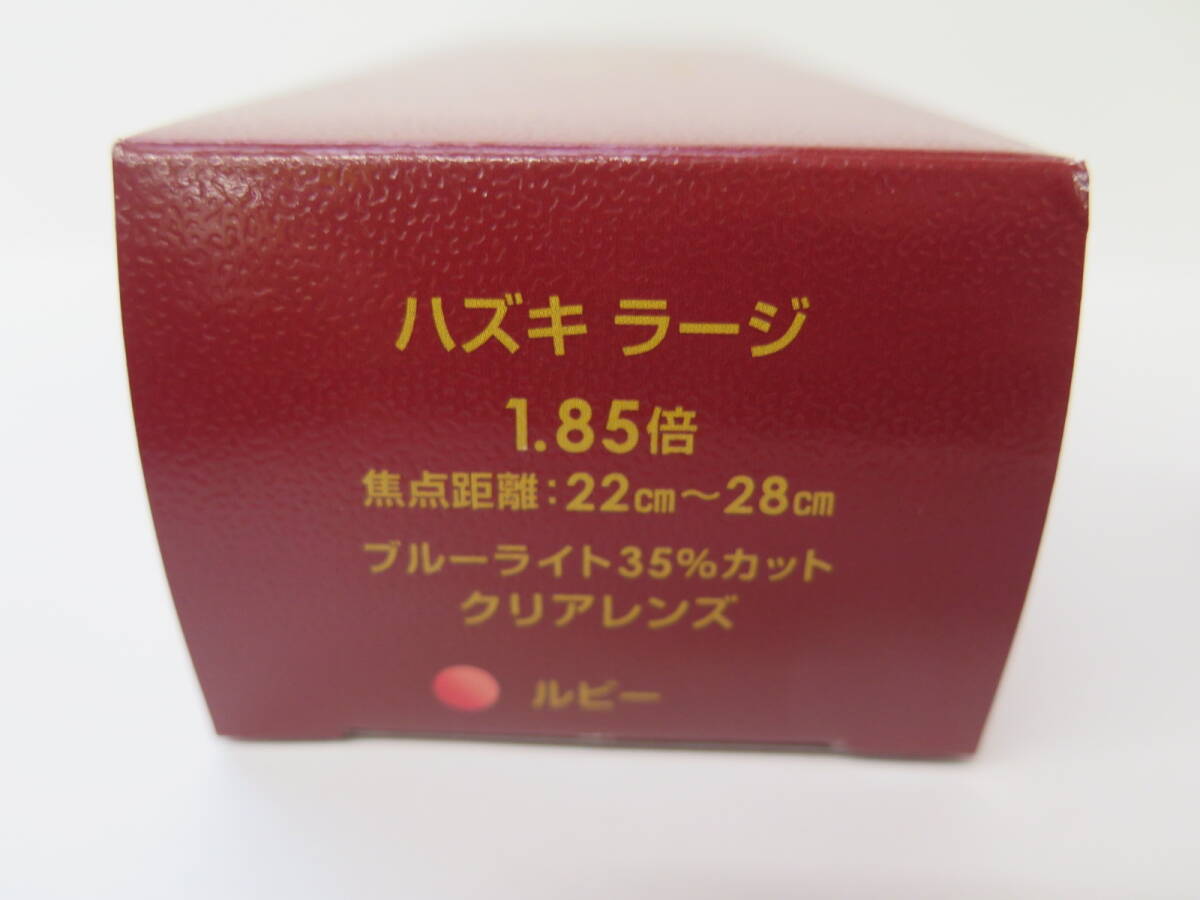 ハズキ ラージ
1.85倍
焦点距離:22㎝～28㎝
ブルーライト35%カット
クリアレンズ
ルビー